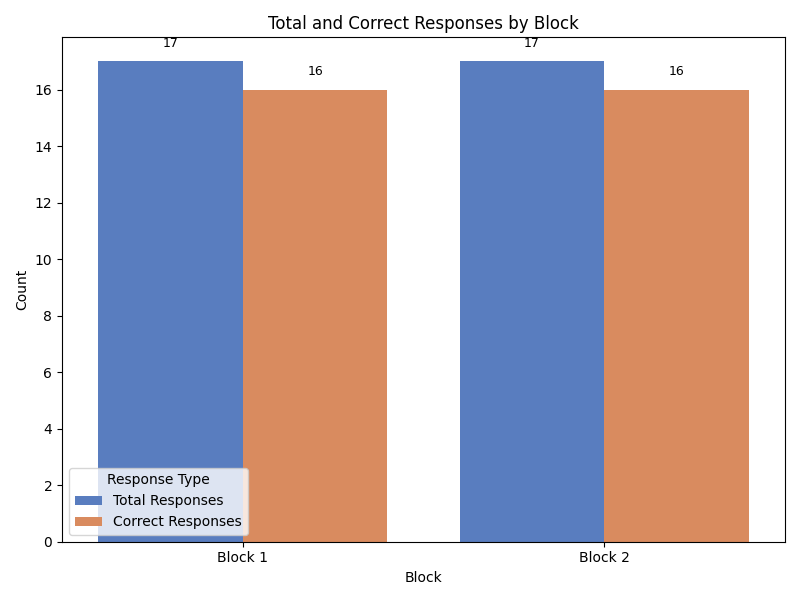 Total and Correct Responses by Block
17
16
17
16
Count
16
14
12
10
8
6
4
2
0
Response Type
Total Responses
Correct Responses
Block 1
Block 2
Block